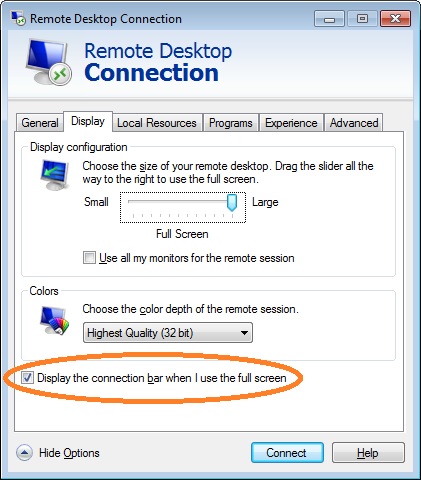 Remote Desktop Connection
Remote Desktop
Connection
General Display Local Resources Programs Experience Advanced
Display configuration
Choose the size of your remote desktop. Drag the slider all the
way to the right to use the full screen.
Small Large
Full Screen
Use all my monitors for the remote session
Colors
Choose the color depth of the remote session.
Highest Quality (32 bit)
Display the connection bar when I use the full screen
Hide Options Connect Help